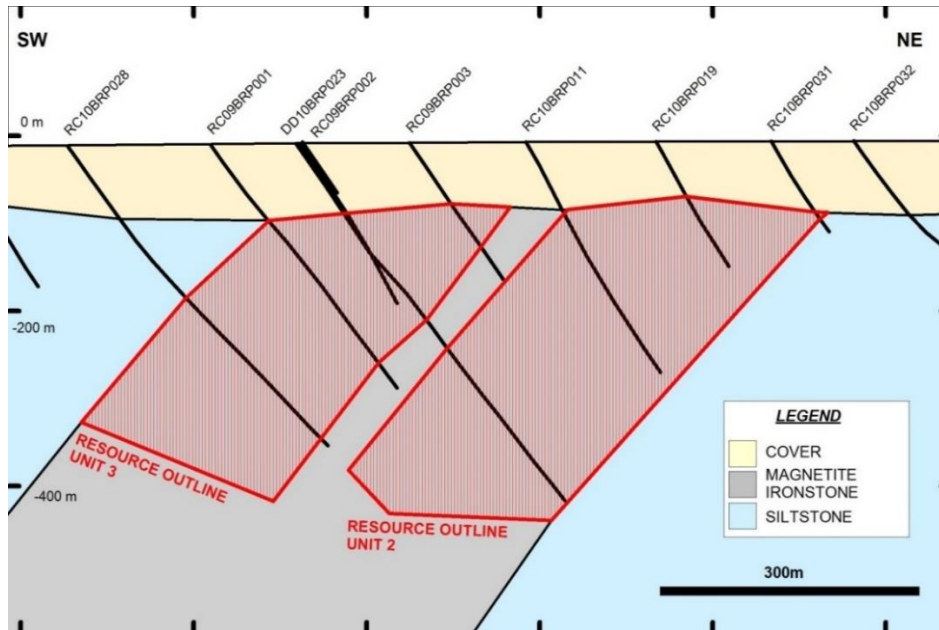 SW
NE
RC10BRP028
RC09BRP001
DD10BRP023
RC09BRP002
RC09BRP003
RC10BRP011
RC10BRP019
RC10BRP031
RC10BRP032
0 m
-200 m
-400 m
RESOURCE OUTLINE
UNIT 3
RESOURCE OUTLINE
UNIT 2
LEGEND
COVER
MAGNETITE
IRONSTONE
SILTSTONE
300m